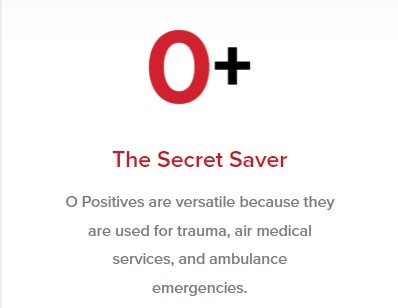 O+
The Secret Saver
O Positives are versatile because they
are used for trauma, air medical
services, and ambulance
emergencies.